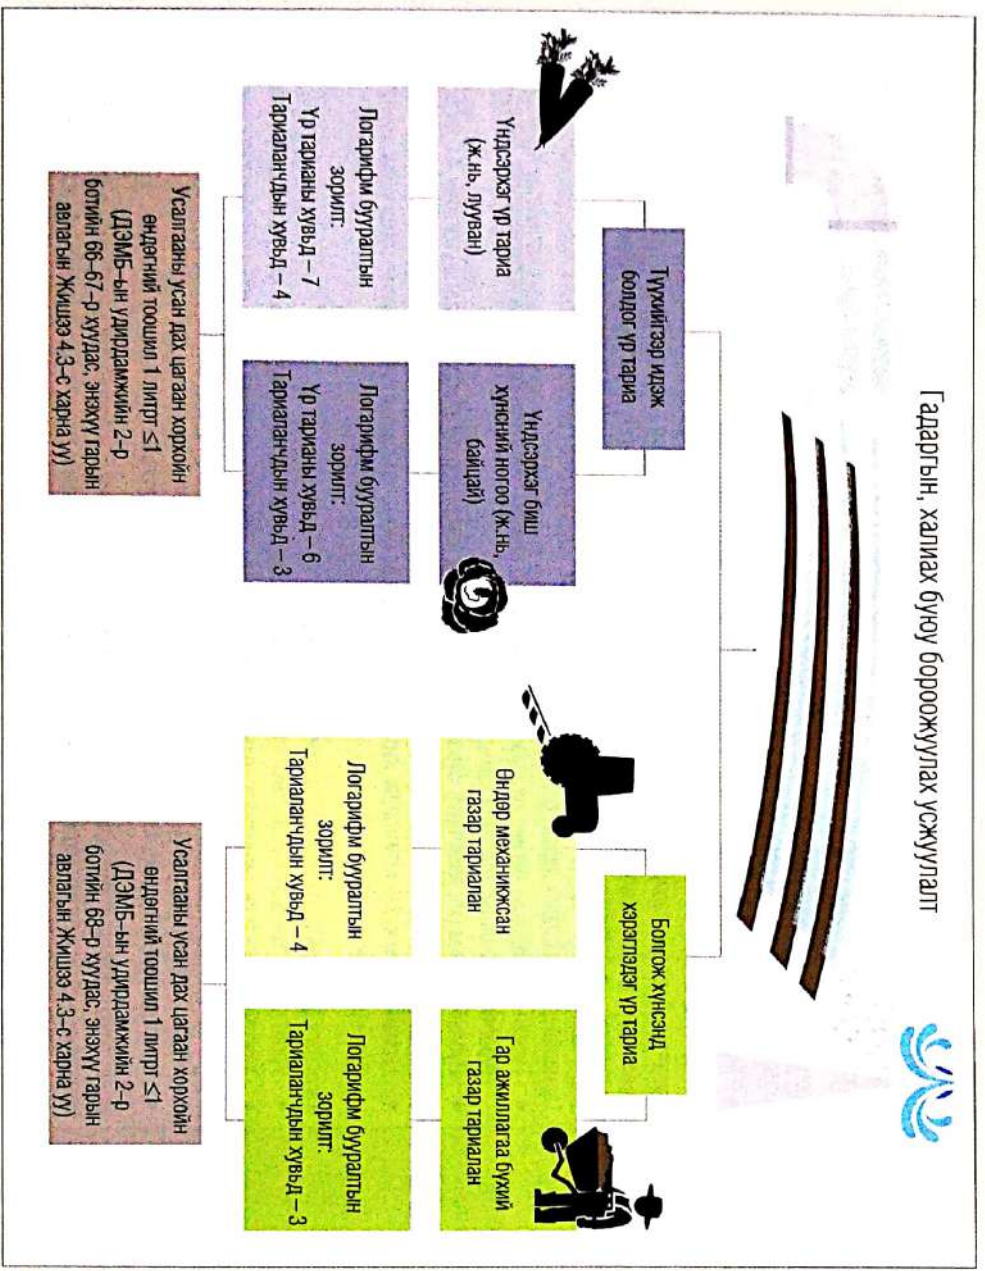 Гадаргын, халиах буюу бороожуулах усжуулалт
Түүхийгээр идэж
болдог үр тариа
Үндсэрхэг үр тариа
(ж.нь, лууван)
Логарифм бууралтын
зорилт:
Үр тарианы хувьд – 7
Тариаланчдын хувьд – 4
Үндсэрхэг биш
хүнсний ногоо (ж.нь,
байцай)
Логарифм бууралтын
зорилт:
Үр тарианы хувьд – 6
Тариаланчдын хувьд – 3
Усалгааны усан дах цагаан хорхойн
өндөгний тоошил 1 литрт ≤1
(ДЭМБ–ын удирдамжийн 2–р
ботийн 66–67–р хуудас, энэхүү гарын
авлагын Жишээ 4.3–с харна уу)
Болгож хүнсэнд
хэрэглэдэг үр тариа
Өндөр механикжсан
газар тариалан
Логарифм бууралтын
зорилт:
Тариаланчдын хувьд – 4
Гар ажиллагаа бүхий
газар тариалан
Логарифм бууралтын
зорилт:
Тариаланчдын хувьд – 3
Усалгааны усан дах цагаан хорхойн
өндөгний тоошил 1 литрт ≤1
(ДЭМБ–ын удирдамжийн 2–р
ботийн 68–р хуудас, энэхүү гарын
авлагын Жишээ 4.3–с харна уу)